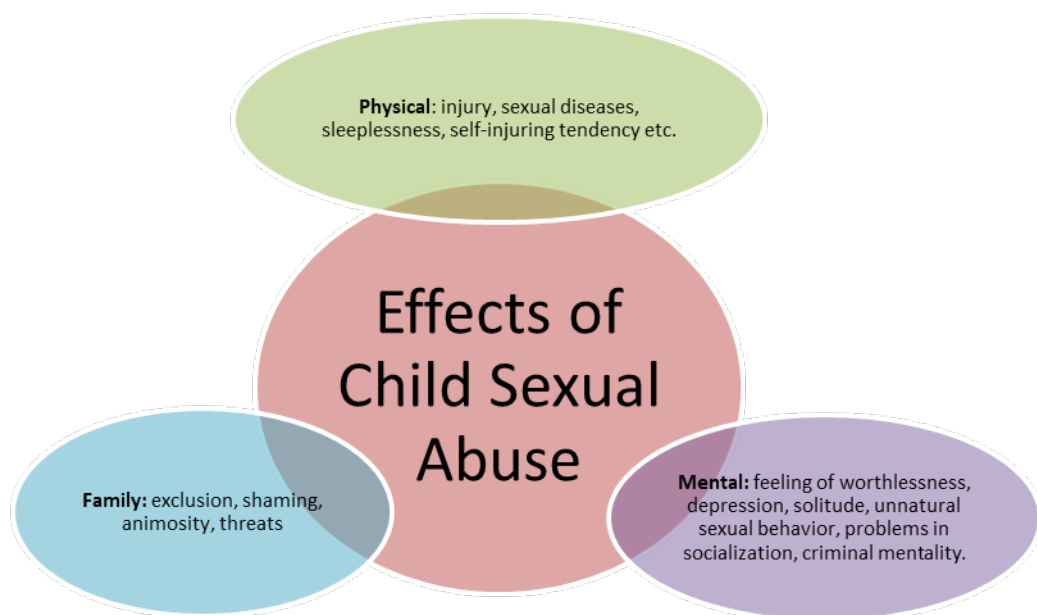 Physical: injury, sexual diseases,
sleeplessness, self-injuring tendency etc.
Effects of
Child Sexual
Abuse
Family: exclusion, shaming,
animosity, threats
Mental: feeling of worthlessness,
depression, solitude, unnatural
sexual behavior, problems in
socialization, criminal mentality.